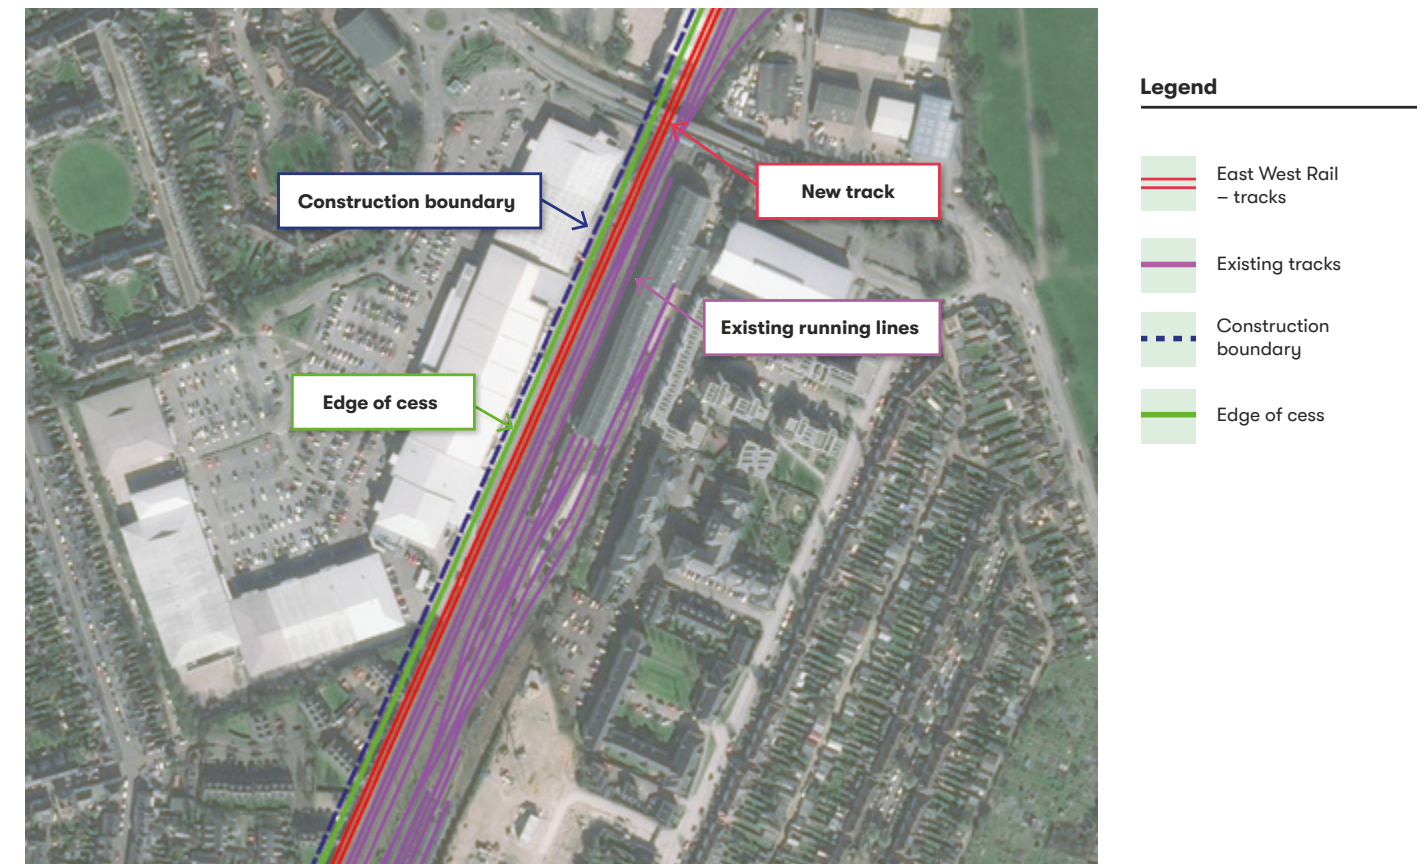 Construction boundary
New track
Existing running lines
Edge of cess
Legend
East West Rail
– tracks
Existing tracks
Construction
boundary
Edge of cess